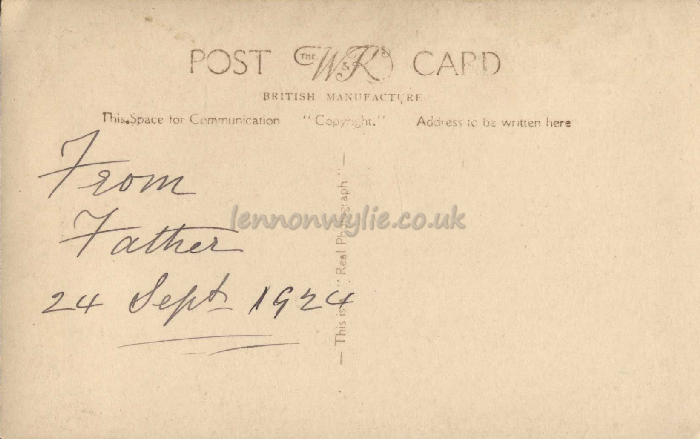 POST THE W&K CARD
BRITISH MANUFACTURE
This Space for Communication "Copyright." Address to be written here
From
Father
24 Sept 1924
— This is a "Real Photograph" —
lennonwylie.co.uk